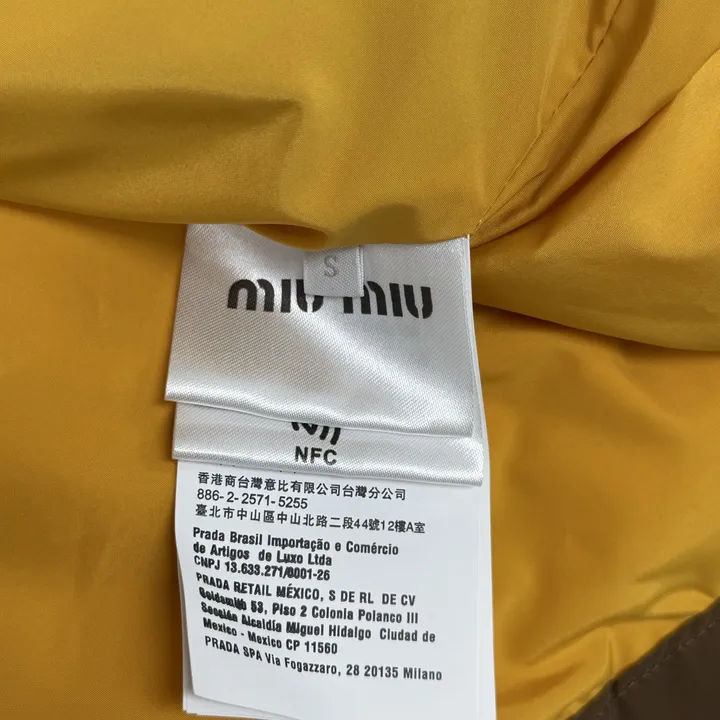 S
miu miu
NFC
香港商台灣意比有限公司台灣分公司
886-2-2571-5255
臺北市中山區中山北路二段44號12樓A室
Prada Brasil Importação e Comércio
de Artigos de Luxo Ltda
CNPJ 13.633.271/0001-26
PRADA RETAIL MÉXICO, S DE RL DE CV
Goldsmith 53, Piso 2 Colonia Polanco III
Sección Alcaldía Miguel Hidalgo Ciudad de
Mexico - Mexico CP 11560
PRADA SPA Via Fogazzaro, 28 20135 Milano